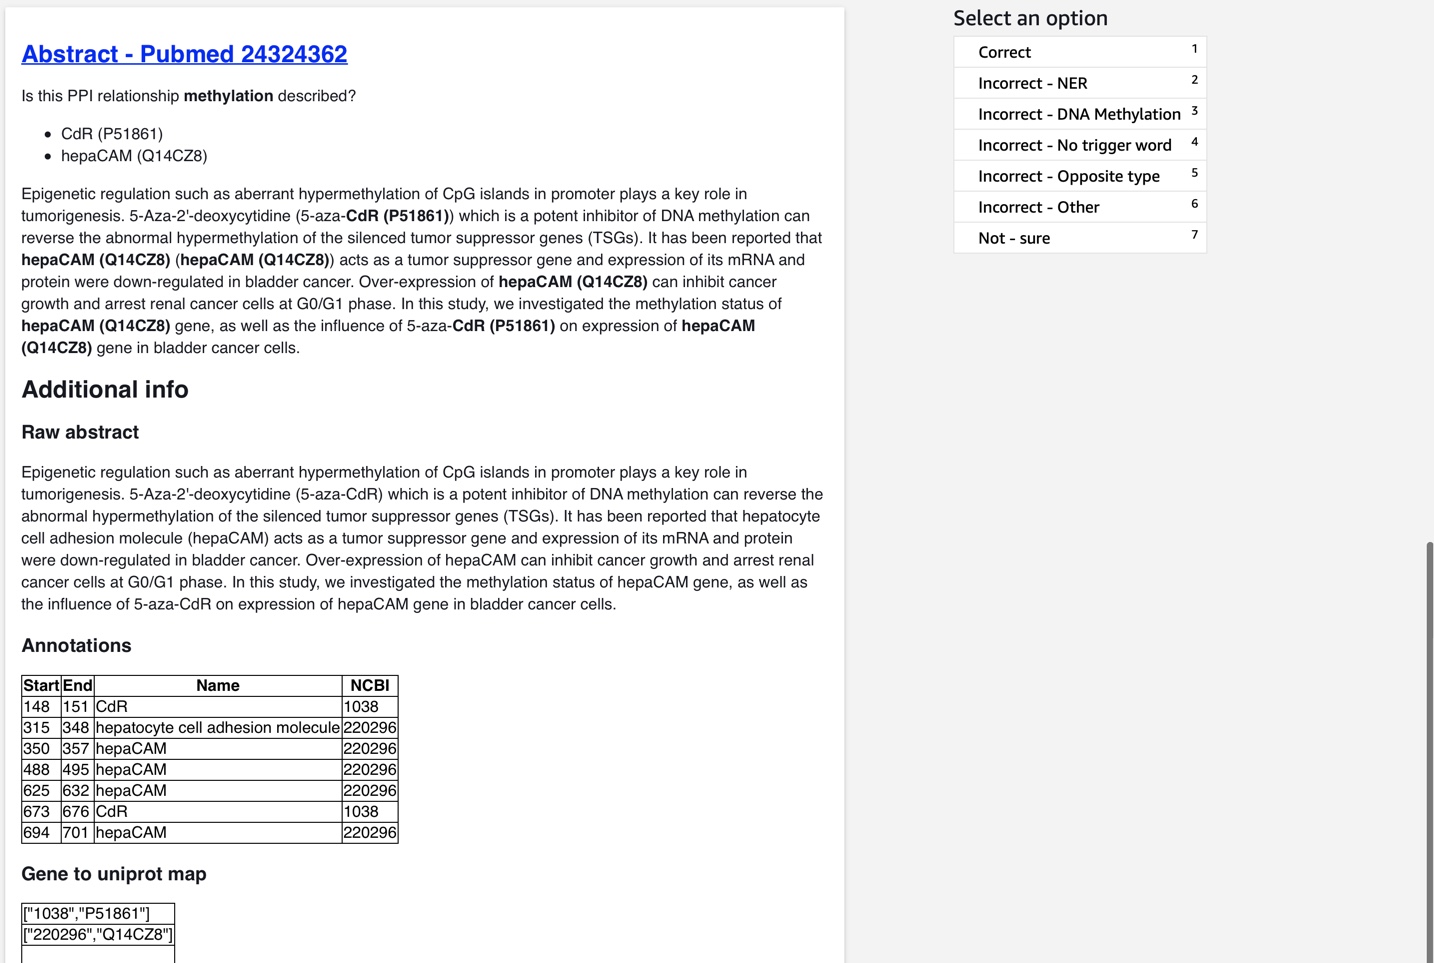 Abstract - Pubmed 24324362
Is this PPI relationship methylation described?
• CdR (P51861)
• hepaCAM (Q14CZ8)
Epigenetic regulation such as aberrant hypermethylation of CpG islands in promoter plays a key role in
tumorigenesis. 5-Aza-2'-deoxycytidine (5-aza-CdR (P51861)) which is a potent inhibitor of DNA methylation can
reverse the abnormal hypermethylation of the silenced tumor suppressor genes (TSGs). It has been reported that
hepaCAM (Q14CZ8) (hepaCAM (Q14CZ8)) acts as a tumor suppressor gene and expression of its mRNA and
protein were down-regulated in bladder cancer. Over-expression of hepaCAM (Q14CZ8) can inhibit cancer
growth and arrest renal cancer cells at G0/G1 phase. In this study, we investigated the methylation status of
hepaCAM (Q14CZ8) gene, as well as the influence of 5-aza-CdR (P51861) on expression of hepaCAM
(Q14CZ8) gene in bladder cancer cells.
Additional info
Raw abstract
Epigenetic regulation such as aberrant hypermethylation of CpG islands in promoter plays a key role in
tumorigenesis. 5-Aza-2'-deoxycytidine (5-aza-CdR) which is a potent inhibitor of DNA methylation can reverse the
abnormal hypermethylation of the silenced tumor suppressor genes (TSGs). It has been reported that hepatocyte
cell adhesion molecule (hepaCAM) acts as a tumor suppressor gene and expression of its mRNA and protein
were down-regulated in bladder cancer. Over-expression of hepaCAM can inhibit cancer growth and arrest renal
cancer cells at G0/G1 phase. In this study, we investigated the methylation status of hepaCAM gene, as well as
the influence of 5-aza-CdR on expression of hepaCAM gene in bladder cancer cells.
Annotations
Start End Name NCBI
148 151 CdR 1038
315 348 hepatocyte cell adhesion molecule 220296
350 357 hepaCAM 220296
488 495 hepaCAM 220296
625 632 hepaCAM 220296
673 676 CdR 1038
694 701 hepaCAM 220296
Gene to uniprot map
["1038","P51861"]
["220296","Q14CZ8"]
Select an option
Correct 1
Incorrect - NER 2
Incorrect - DNA Methylation 3
Incorrect - No trigger word 4
Incorrect - Opposite type 5
Incorrect - Other 6
Not - sure 7